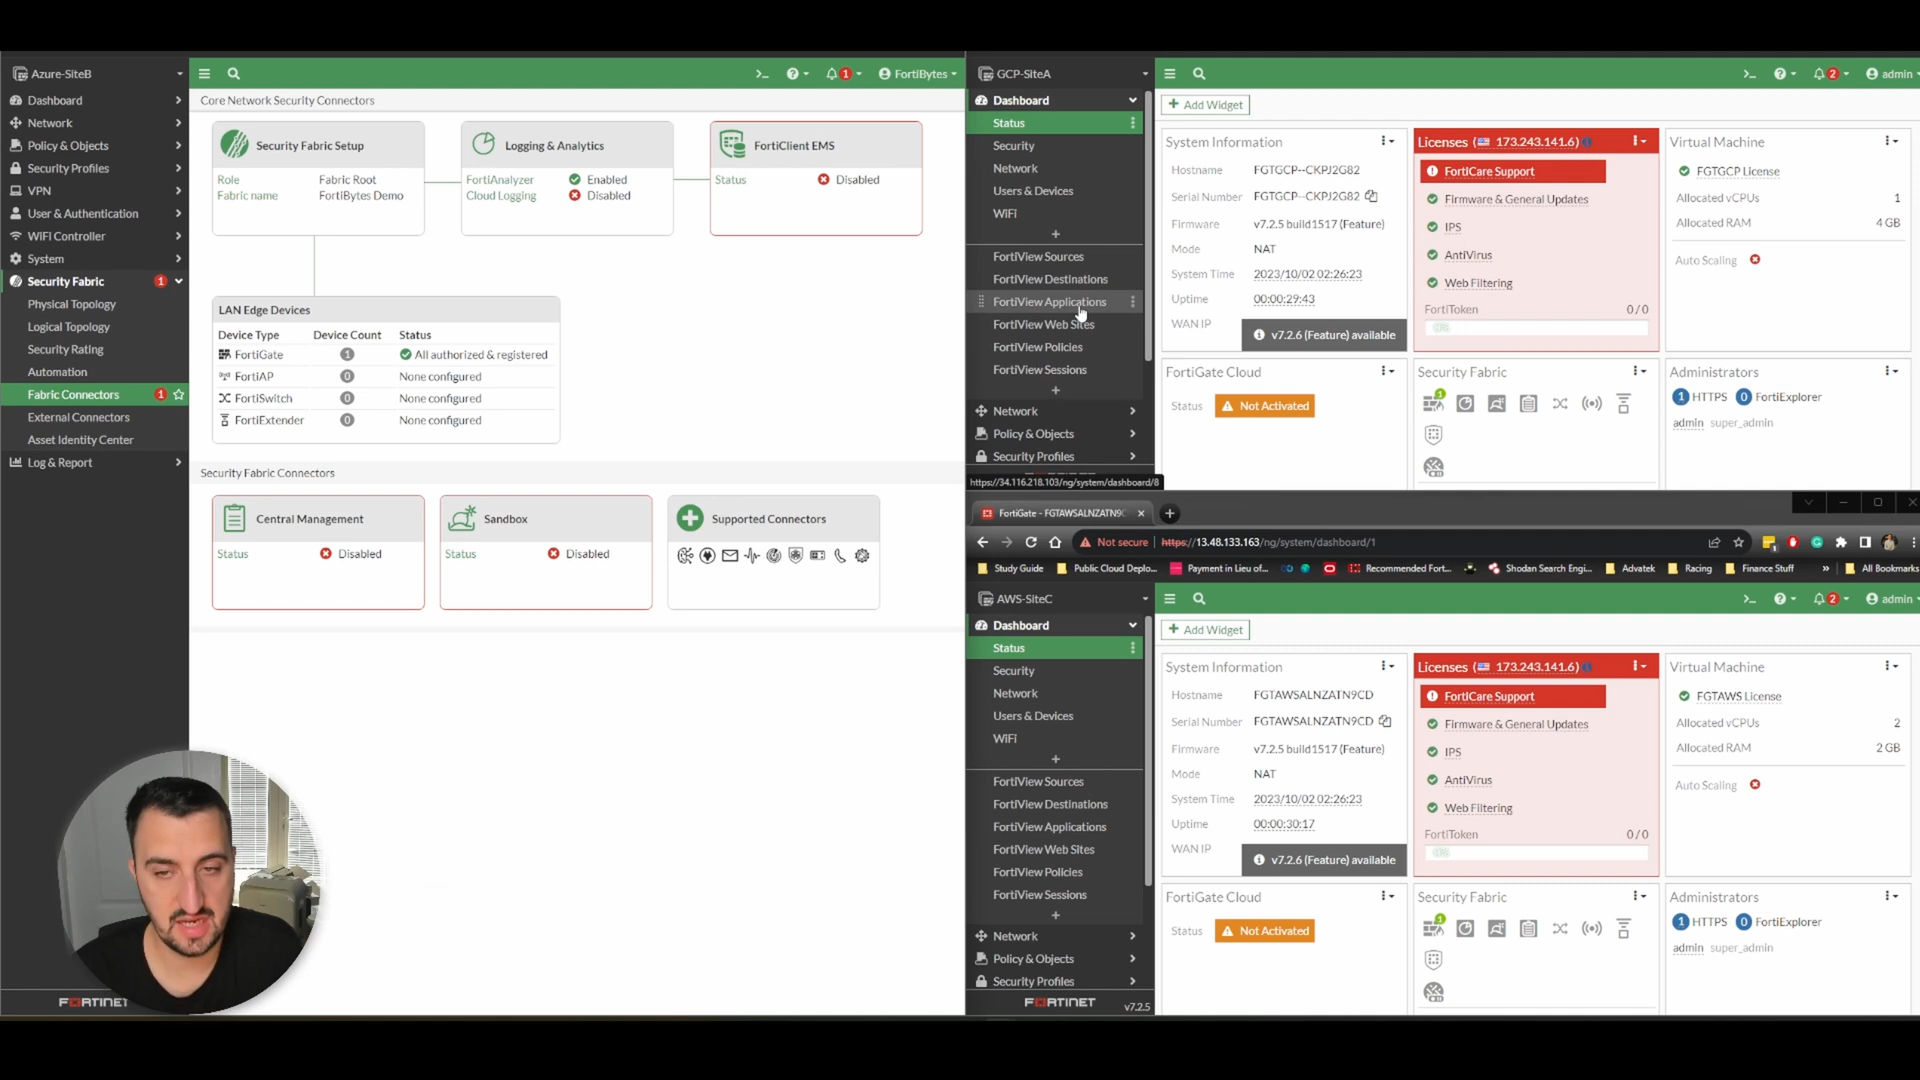 Azure-SiteB
FortiBytes
1
Dashboard
Network
Policy & Objects
Security Profiles
VPN
User & Authentication
WiFi Controller
System
Security Fabric 1
Physical Topology
Logical Topology
Security Rating
Automation
Fabric Connectors 1
External Connectors
Asset Identity Center
Log & Report
FORTINET
Core Network Security Connectors
Security Fabric Setup
Role Fabric Root
Fabric name FortiBytes Demo
Logging & Analytics
FortiAnalyzer Enabled
Cloud Logging Disabled
FortiClient EMS
Status Disabled
LAN Edge Devices
Device Type Device Count Status
FortiGate 1 All authorized & registered
FortiAP 0 None configured
FortiSwitch 0 None configured
FortiExtender 0 None configured
Security Fabric Connectors
Central Management
Status Disabled
Sandbox
Status Disabled
Supported Connectors
GCP-SiteA
2 admin
Dashboard
Status
Security
Network
Users & Devices
WiFi
+
FortiView Sources
FortiView Destinations
FortiView Applications
FortiView Web Sites
FortiView Policies
FortiView Sessions
+
Network
Policy & Objects
Security Profiles
https://34.116.218.103/ng/system/dashboard/8
+ Add Widget
System Information
Hostname FGTGCP--CKPJ2G82
Serial Number FGTGCP--CKPJ2G82
Firmware v7.2.5 build1517 (Feature)
Mode NAT
System Time 2023/10/02 02:26:23
Uptime 00:00:29:43
WAN IP
v7.2.6 (Feature) available
Licenses (173.243.141.6)
FortiCare Support
Firmware & General Updates
IPS
AntiVirus
Web Filtering
FortiToken 0/0
0%
Virtual Machine
FGTGCP License
Allocated vCPUs 1
Allocated RAM 4 GB
Auto Scaling
FortiGate Cloud
Status Not Activated
Security Fabric
1
Administrators
1 HTTPS 0 FortiExplorer
admin super_admin
FortiGate - FGTAWSALNZATN9C
Not secure https://13.48.133.163/ng/system/dashboard/1
Study Guide
Public Cloud Deplo...
Payment in Lieu of...
Recommended Fort...
Shodan Search Engi...
Advatek
Racing
Finance Stuff
»
All Bookmarks
AWS-SiteC
2 admin
Dashboard
Status
Security
Network
Users & Devices
WiFi
+
FortiView Sources
FortiView Destinations
FortiView Applications
FortiView Web Sites
FortiView Policies
FortiView Sessions
+
Network
Policy & Objects
Security Profiles
FORTINET v7.2.5
+ Add Widget
System Information
Hostname FGTAWSALNZATN9CD
Serial Number FGTAWSALNZATN9CD
Firmware v7.2.5 build1517 (Feature)
Mode NAT
System Time 2023/10/02 02:26:23
Uptime 00:00:30:17
WAN IP
v7.2.6 (Feature) available
Licenses (173.243.141.6)
FortiCare Support
Firmware & General Updates
IPS
AntiVirus
Web Filtering
FortiToken 0/0
0%
Virtual Machine
FGTAWS License
Allocated vCPUs 2
Allocated RAM 2 GB
Auto Scaling
FortiGate Cloud
Status Not Activated
Security Fabric
1
Administrators
1 HTTPS 0 FortiExplorer
admin super_admin